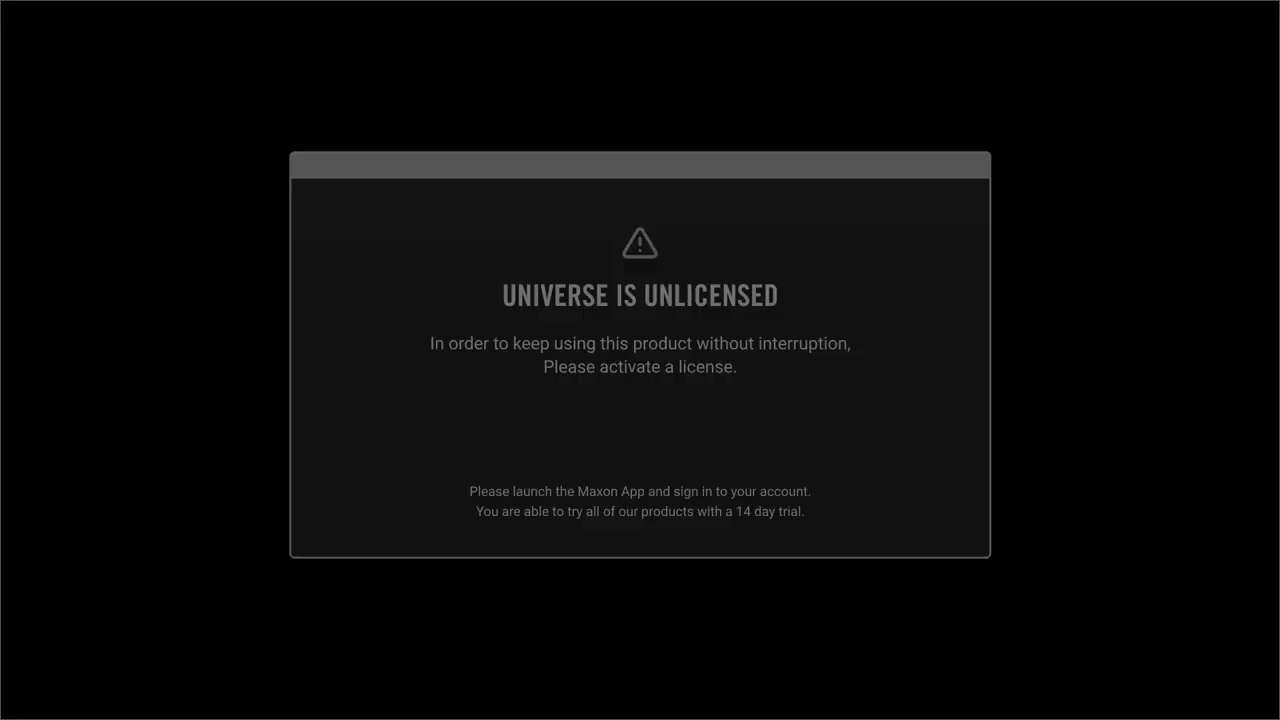 UNIVERSE IS UNLICENSED
In order to keep using this product without interruption,
Please activate a license.
Please launch the Maxon App and sign in to your account.
You are able to try all of our products with a 14 day trial.